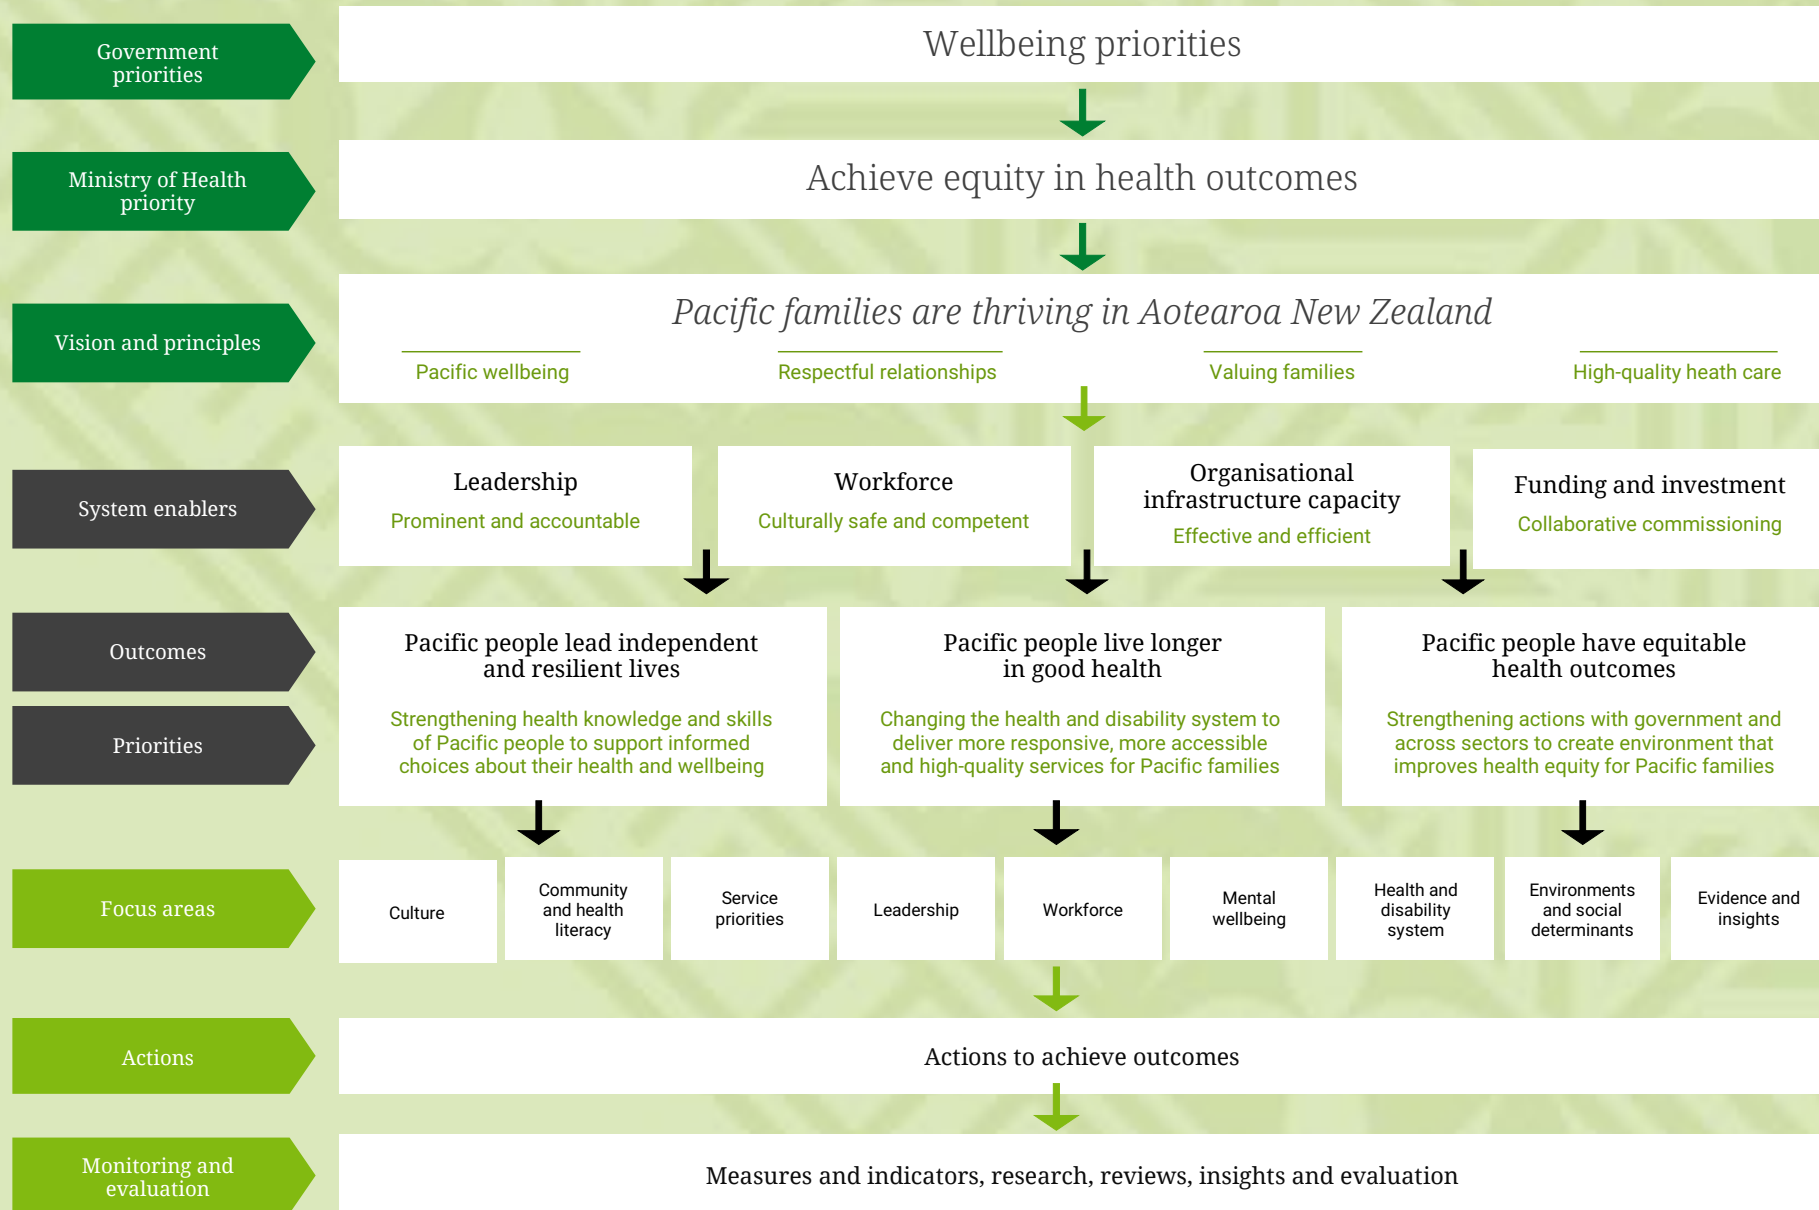 Government
priorities
Wellbeing priorities
Ministry of Health
priority
Achieve equity in health outcomes
Vision and principles
Pacific families are thriving in Aotearoa New Zealand
Pacific wellbeing
Respectful relationships
Valuing families
High-quality heath care
System enablers
Leadership
Prominent and accountable
Workforce
Culturally safe and competent
Organisational
infrastructure capacity
Effective and efficient
Funding and investment
Collaborative commissioning
Outcomes
Pacific people lead independent
and resilient lives
Pacific people live longer
in good health
Pacific people have equitable
health outcomes
Priorities
Strengthening health knowledge and skills
of Pacific people to support informed
choices about their health and wellbeing
Changing the health and disability system to
deliver more responsive, more accessible
and high-quality services for Pacific families
Strengthening actions with government and
across sectors to create environment that
improves health equity for Pacific families
Focus areas
Culture
Community
and health
literacy
Service
priorities
Leadership
Workforce
Mental
wellbeing
Health and
disability
system
Environments
and social
determinants
Evidence and
insights
Actions
Actions to achieve outcomes
Monitoring and
evaluation
Measures and indicators, research, reviews, insights and evaluation